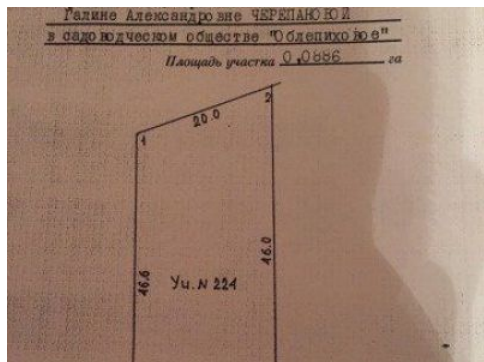 Галине Александровне ЧЕРЕПАНОВОЙ
в садоводческом обществе "Облепиховое"
Площадь участка 0,0886 га
2
20.0
1
46.6
46.0
Уч. № 224